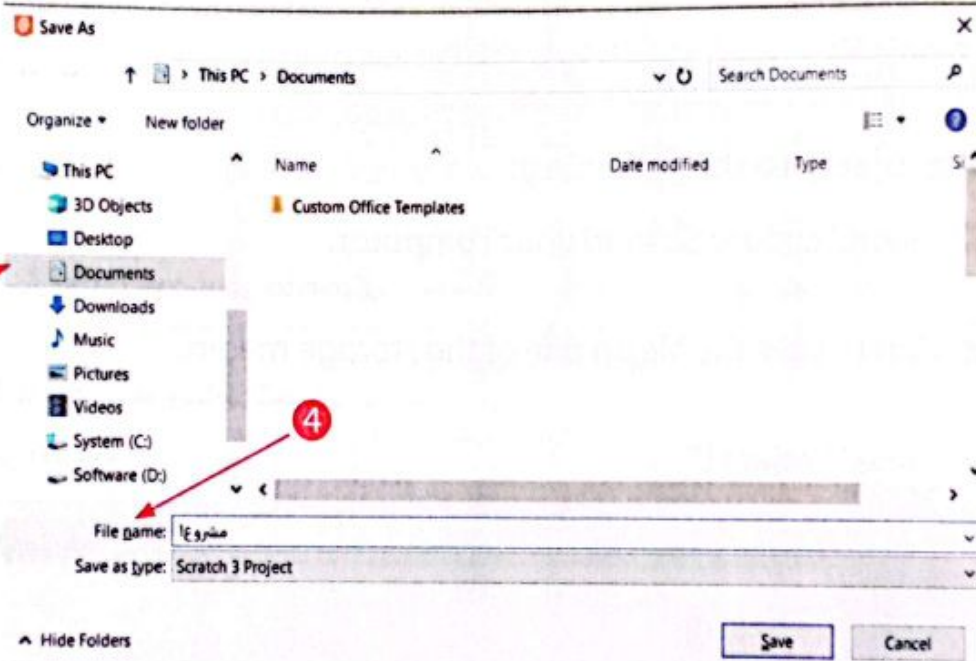 Save As
This PC > Documents
Search Documents
Organize
New folder
Name
Date modified
Type
This PC
3D Objects
Custom Office Templates
Desktop
Documents
Downloads
Music
Pictures
Videos
4
System (C:)
Software (D:)
File name: مشروع1
Save as type: Scratch 3 Project
Hide Folders
Save
Cancel